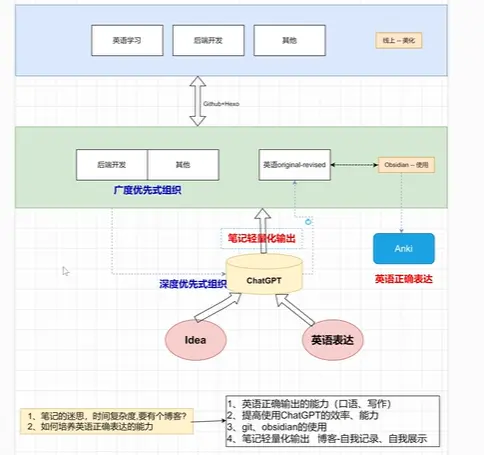 英语学习
后端开发
其他
线上 -- 美化
Github+Hexo
后端开发
其他
英语original-revised
Obsidian -- 使用
广度优先式组织
笔记轻量化输出
Anki
英语正确表达
深度优先式组织
ChatGPT
Idea
英语表达
1、笔记的迷思，时间复杂度,要有个博客?
2、如何培养英语正确表达的能力
1、英语正确输出的能力（口语、写作）
2、提高使用ChatGPT的效率、能力
3、git、obsidian的使用
4、笔记轻量化输出 博客-自我记录、自我展示